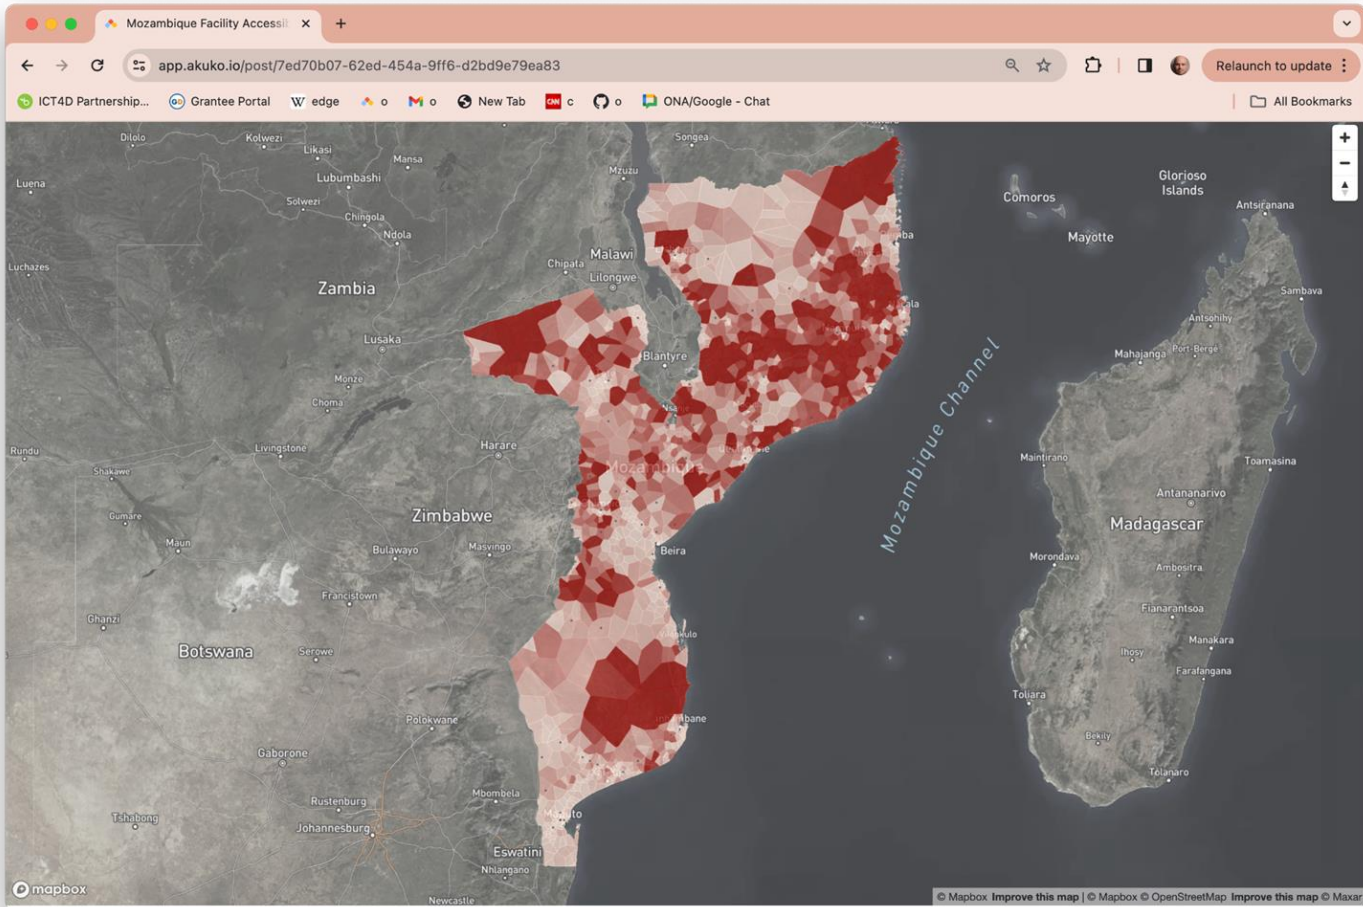 Mozambique Facility Accessi
app.akuko.io/post/7ed70b07-62ed-454a-9ff6-d2bd9e79ea83
Relaunch to update
ICT4D Partnership...
Grantee Portal
W edge
o
o
New Tab
CNN c
o
ONA/Google - Chat
All Bookmarks
Dilolo
Kolwezi
Likasi
Lubumbashi
Mansa
Songea
Mzuzu
Luena
Solwezi
Chingola
Ndola
Comoros
Glorioso
Islands
Antsiranana
Mayotte
Luchazes
Zambia
Chipata
Malawi
Lilongwe
Sambava
Antsohihy
Lusaka
Blantyre
Mahajanga
Port-Bergé
Monze
Choma
Mozambique Channel
Rundu
Livingstone
Harare
Shakawe
Mozambique
Maintirano
Toamasina
Antananarivo
Gumare
Zimbabwe
Madagascar
Maun
Bulawayo
Masvingo
Beira
Morondava
Ambositra
Francistown
Ghanzi
Fianarantsoa
Manakara
Botswana
Serowe
Ihosy
Farafangana
Toliara
Polokwane
Bekily
Gaborone
Tôlanaro
Mbombela
Rustenburg
Tshabong
Johannesburg
Eswatini
Nhlangano
Newcastle
mapbox
© Mapbox Improve this map | © Mapbox © OpenStreetMap Improve this map © Maxar